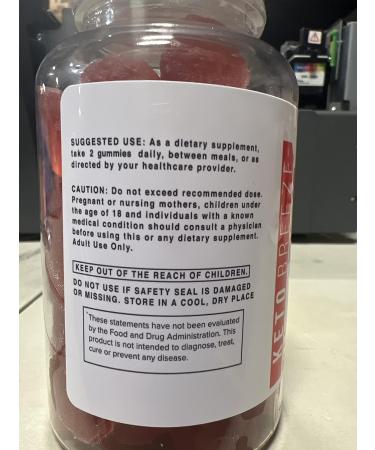 SUGGESTED USE: As a dietary supplement,
take 2 gummies daily, between meals, or as
directed by your healthcare provider.
CAUTION: Do not exceed recommended dose.
Pregnant or nursing mothers, children under
the age of 18 and individuals with a known
medical condition should consult a physician
before using this or any dietary supplement.
Adult Use Only.
KEEP OUT OF THE REACH OF CHILDREN.
DO NOT USE IF SAFETY SEAL IS DAMAGED
OR MISSING. STORE IN A COOL, DRY PLACE
*These statements have not been evaluated
by the Food and Drug Administration. This
product is not intended to diagnose, treat,
cure or prevent any disease.
KETO BREEZE